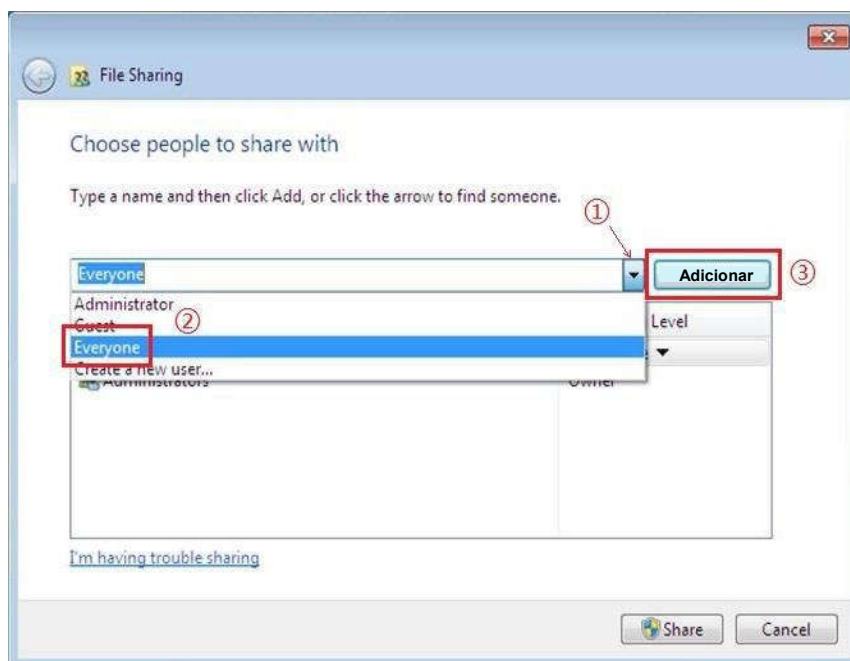 File Sharing
Choose people to share with
Type a name and then click Add, or click the arrow to find someone.
①
Everyone
Adicionar
③
Administrator
Guest
②
Level
Everyone
Create a new user...
Administrators
Owner
I'm having trouble sharing
Share
Cancel